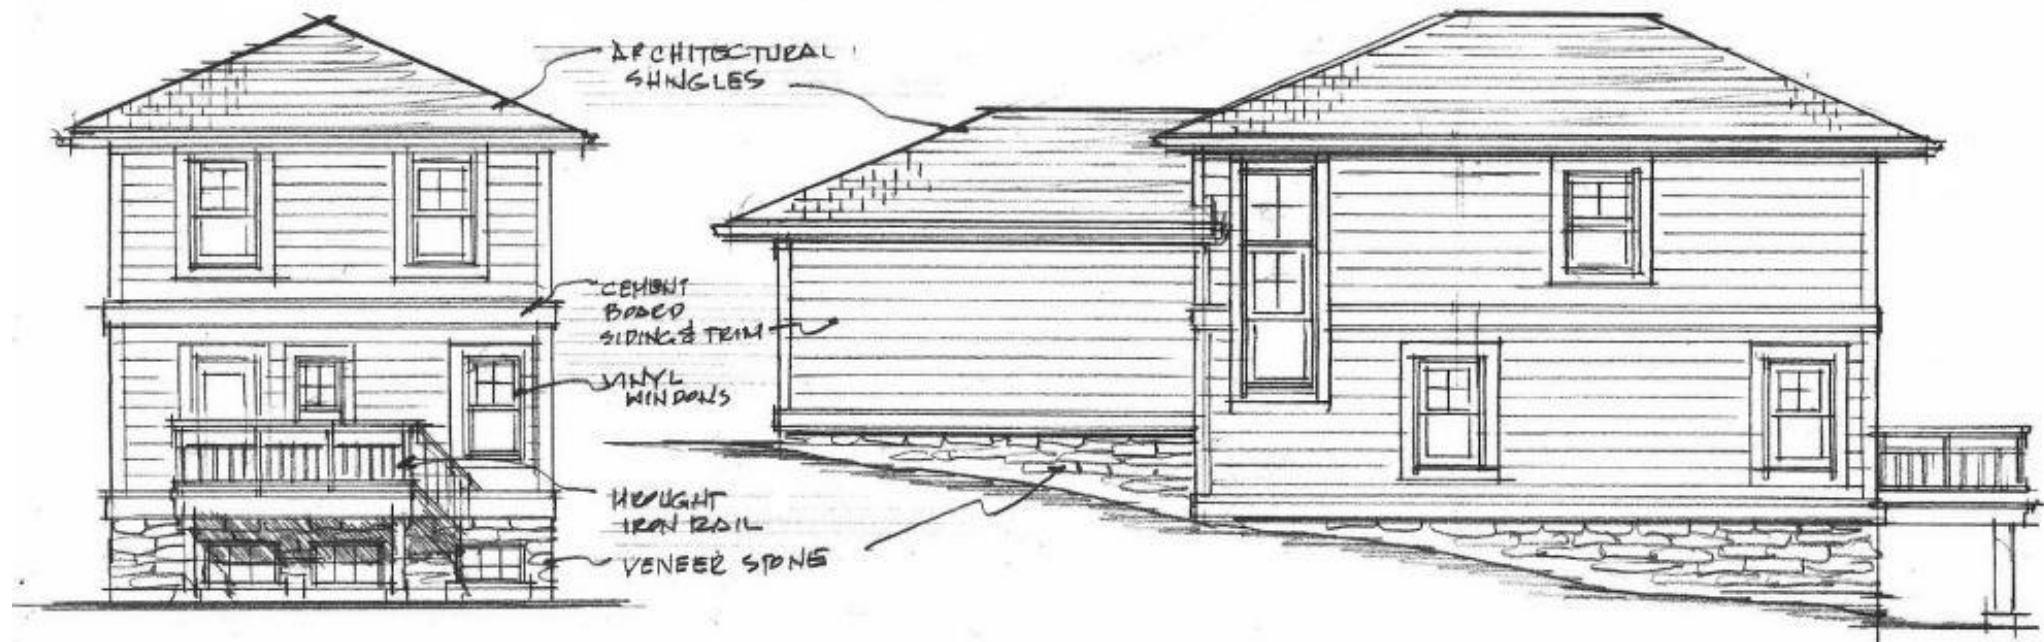 ARCHITECTURAL
SHINGLES
CEMENT
BOARD
SIDING & TRIM
VINYL
WINDOWS
WROUGHT
IRON RAIL
VENEER STONE